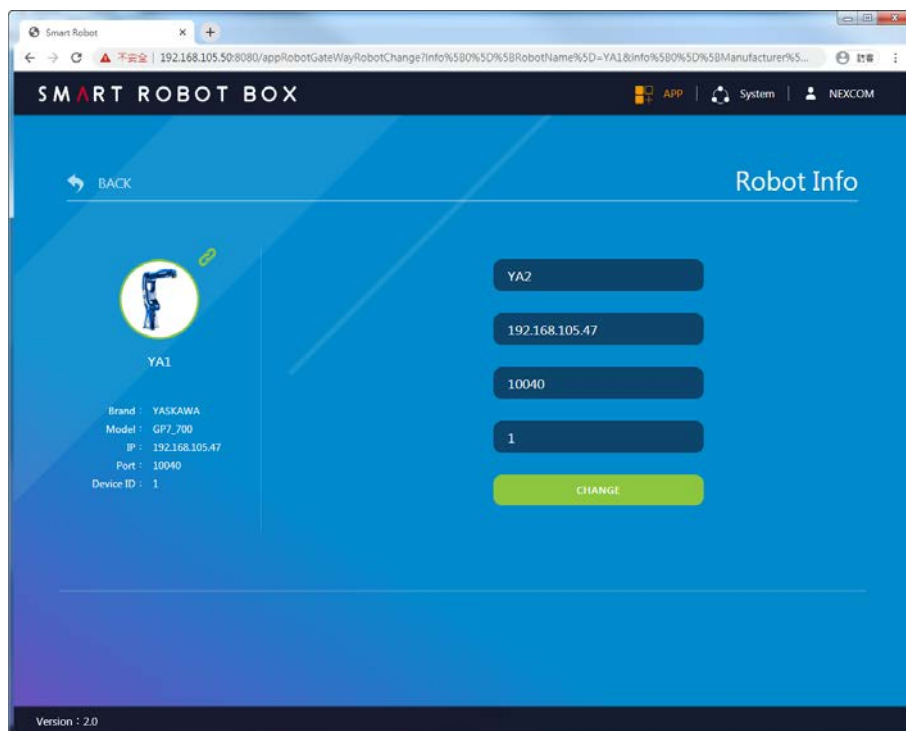 Smart Robot
不安全 | 192.168.105.50:8080/appRobotGateWayRobotChange?Info%5B0%5D%5BRobotName%5D=YA1&info%5B0%5D%5BManufacturer%5...
訪客
SMART ROBOT BOX
APP | System | NEXCOM
BACK
Robot Info
YA1
Brand : YASKAWA
Model : GP7_700
IP : 192.168.105.47
Port : 10040
Device ID : 1
YA2
192.168.105.47
10040
1
CHANGE
Version : 2.0